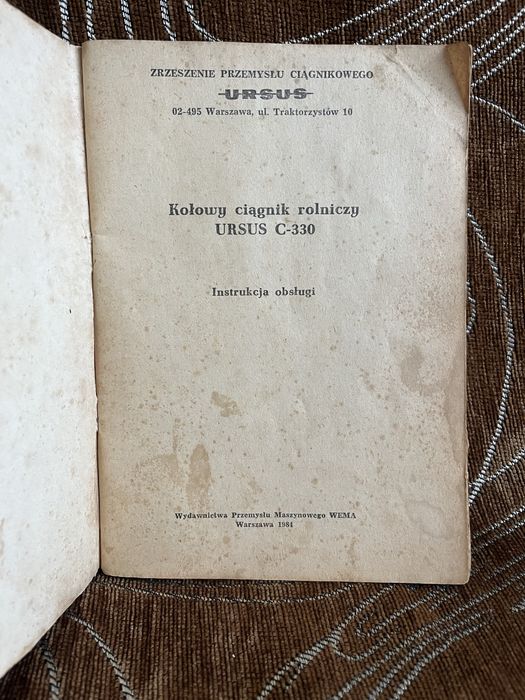 ZRZESZENIE PRZEMYSŁU CIĄGNIKOWEGO
URSUS
02-495 Warszawa, ul. Traktorzystów 10
Kołowy ciągnik rolniczy
URSUS C-330
Instrukcja obsługi
Wydawnictwa Przemysłu Maszynowego WEMA
Warszawa 1984